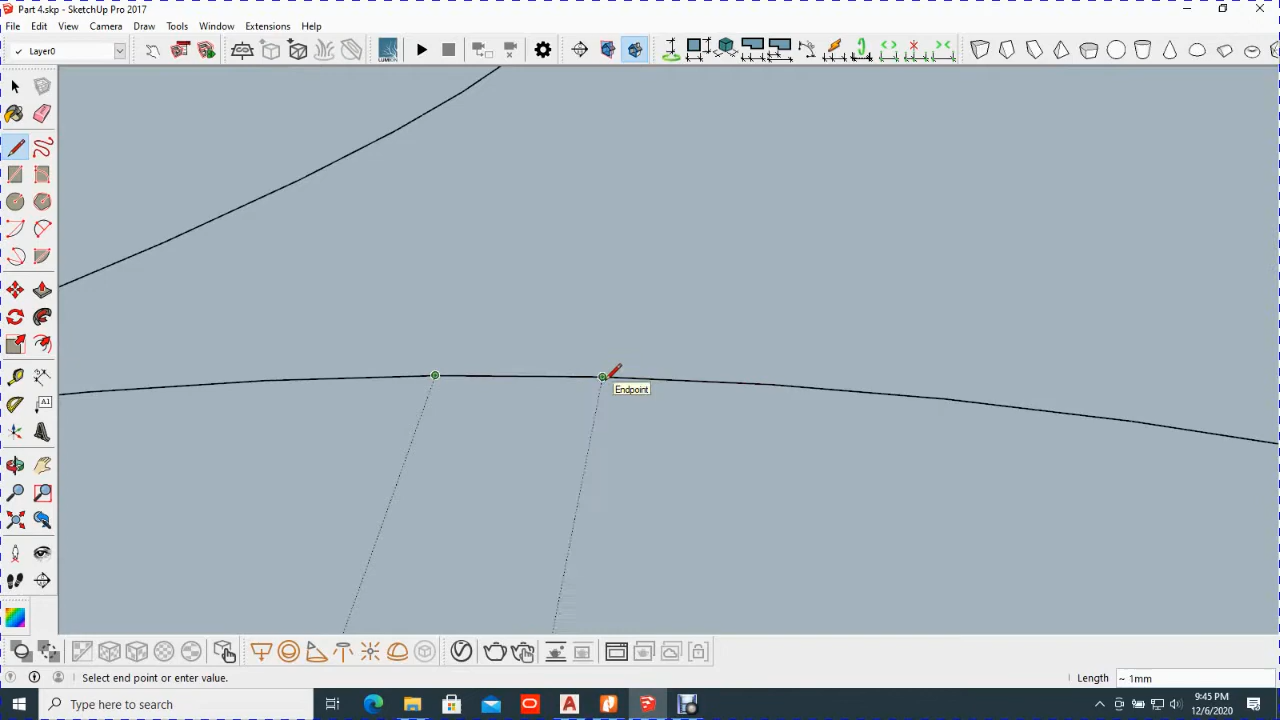 Part 4.skp - SketchUp Pro 2017
File Edit View Camera Draw Tools Window Extensions Help
Layer0
Endpoint
Select end point or enter value.
Length ~ 1mm
Type here to search
9:45 PM
12/6/2020